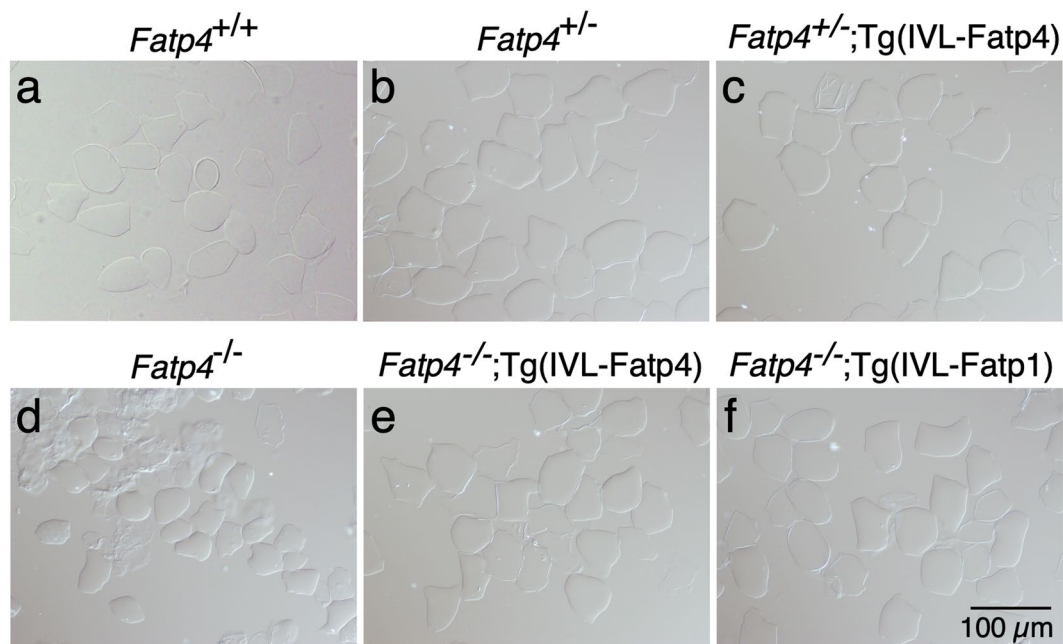 Fatp4+/+ Fatp4+/- Fatp4+/-;Tg(IVL-Fatp4)
a b c
Fatp4-/- Fatp4-/-;Tg(IVL-Fatp4) Fatp4-/-;Tg(IVL-Fatp1)
d e f
100 µm